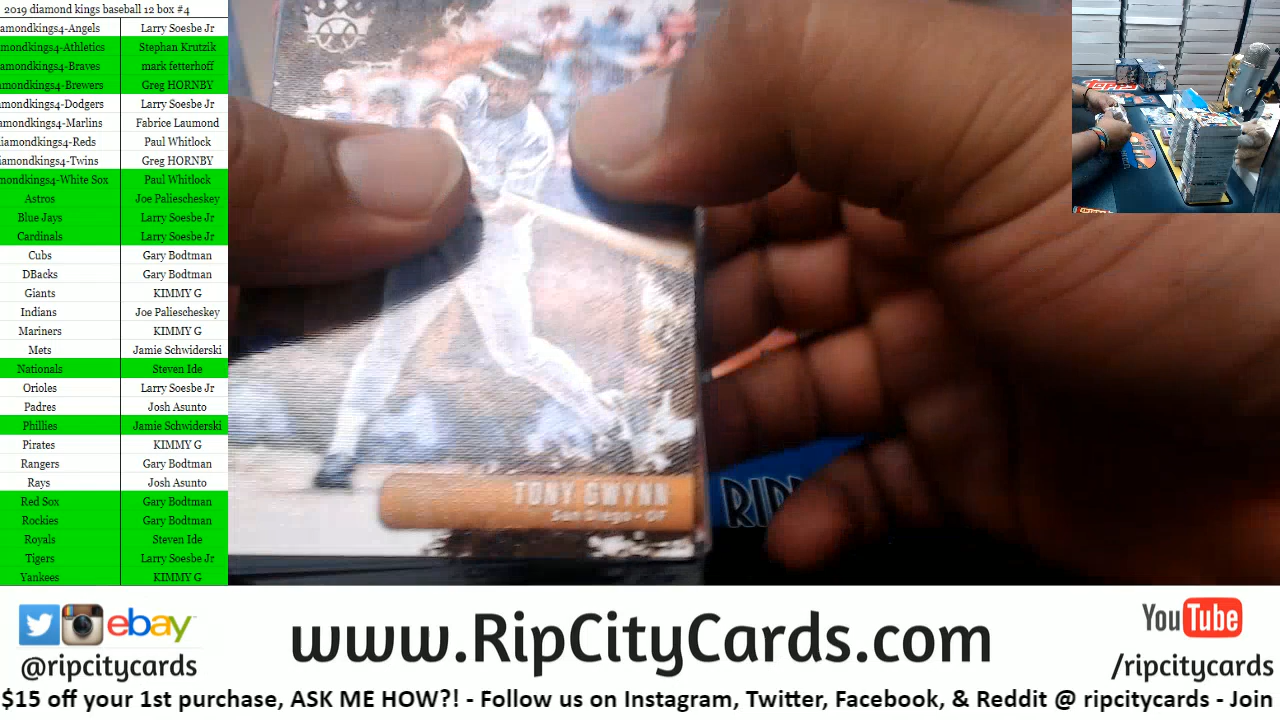 2019 diamond kings baseball 12 box #4
amondkings4-Angels Larry Soesbe Jr
mondkings4-Athletics Stephan Krutzik
amondkings4-Braves mark fetterhoff
amondkings4-Brewers Greg HORNBY
amondkings4-Dodgers Larry Soesbe Jr
amondkings4-Marlins Fabrice Laumond
iamondkings4-Reds Paul Whitlock
iamondkings4-Twins Greg HORNBY
mondkings4-White Sox Paul Whitlock
Astros Joe Paliescheskey
Blue Jays Larry Soesbe Jr
Cardinals Larry Soesbe Jr
Cubs Gary Bodtman
DBacks Gary Bodtman
Giants KIMMY G
Indians Joe Paliescheskey
Mariners KIMMY G
Mets Jamie Schwiderski
Nationals Steven Ide
Orioles Larry Soesbe Jr
Padres Josh Asunto
Phillies Jamie Schwiderski
Pirates KIMMY G
Rangers Gary Bodtman
Rays Josh Asunto
Red Sox Gary Bodtman
Rockies Gary Bodtman
Royals Steven Ide
Tigers Larry Soesbe Jr
Yankees KIMMY G
topps
TONY GWYNN
San Diego - OF
RIP
ebay
@ripcitycards
www.RipCityCards.com
YouTube
/ripcitycards
$15 off your 1st purchase, ASK ME HOW?! - Follow us on Instagram, Twitter, Facebook, & Reddit @ ripcitycards - Join